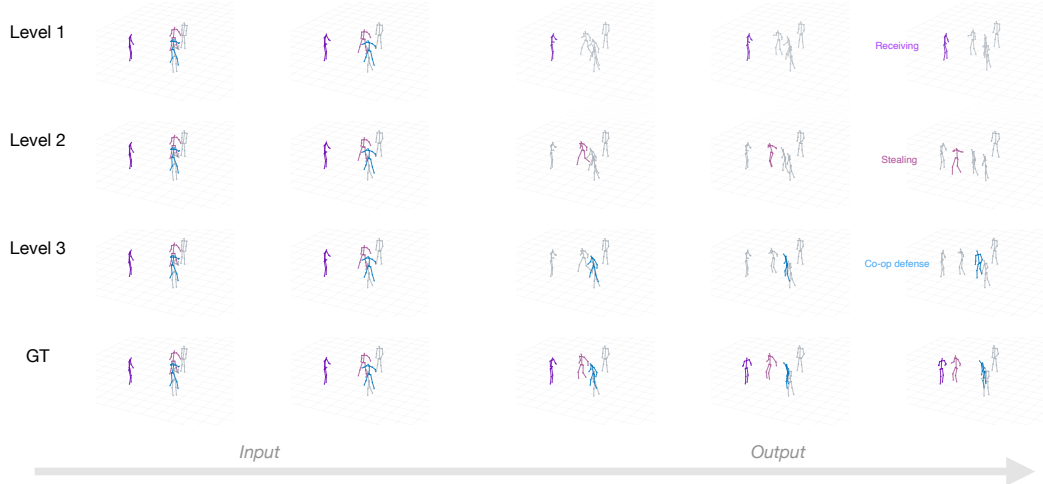 Level 1
Receiving
Level 2
Stealing
Level 3
Co-op defense
GT
Input
Output